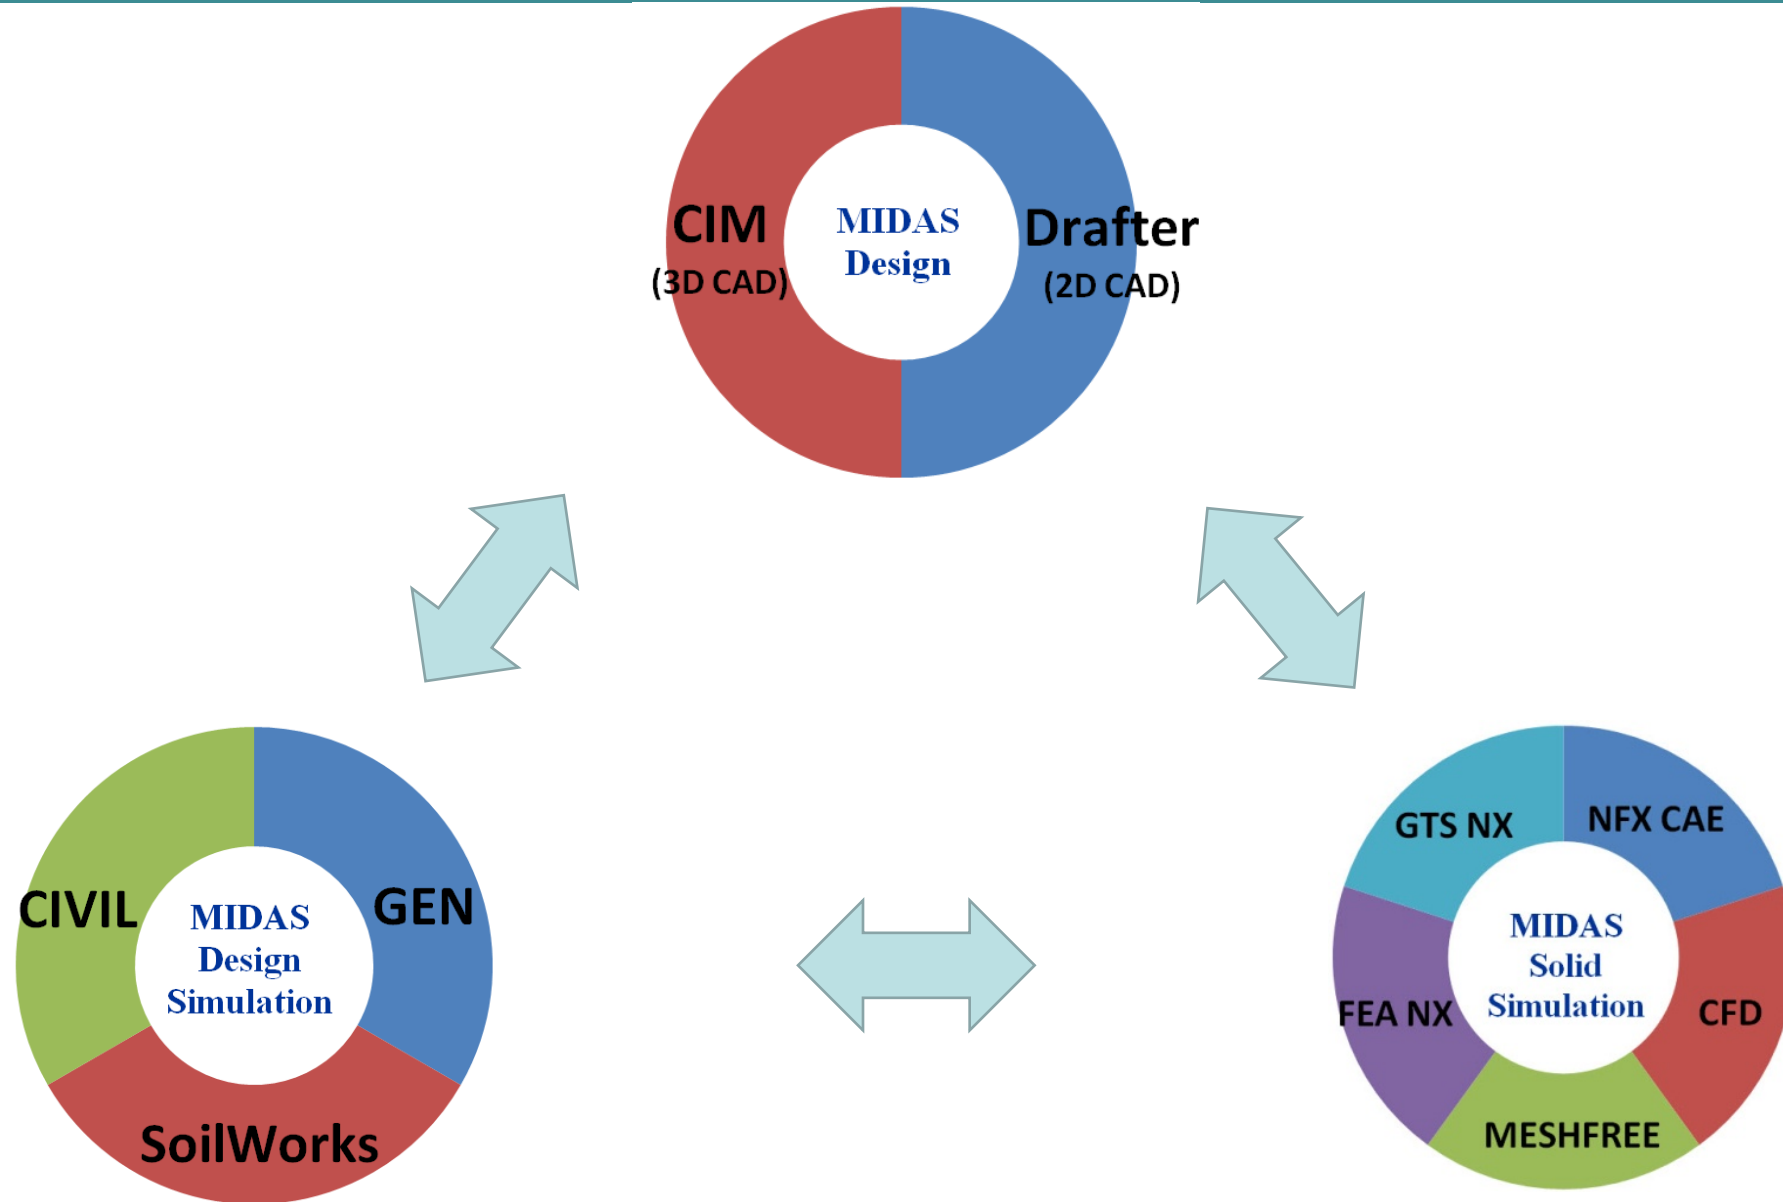 CIM
(3D CAD)
MIDAS
Design
Drafter
(2D CAD)
CIVIL
MIDAS
Design
Simulation
GEN
SoilWorks
GTS NX
NFX CAE
FEA NX
MIDAS
Solid
Simulation
CFD
MESHFREE